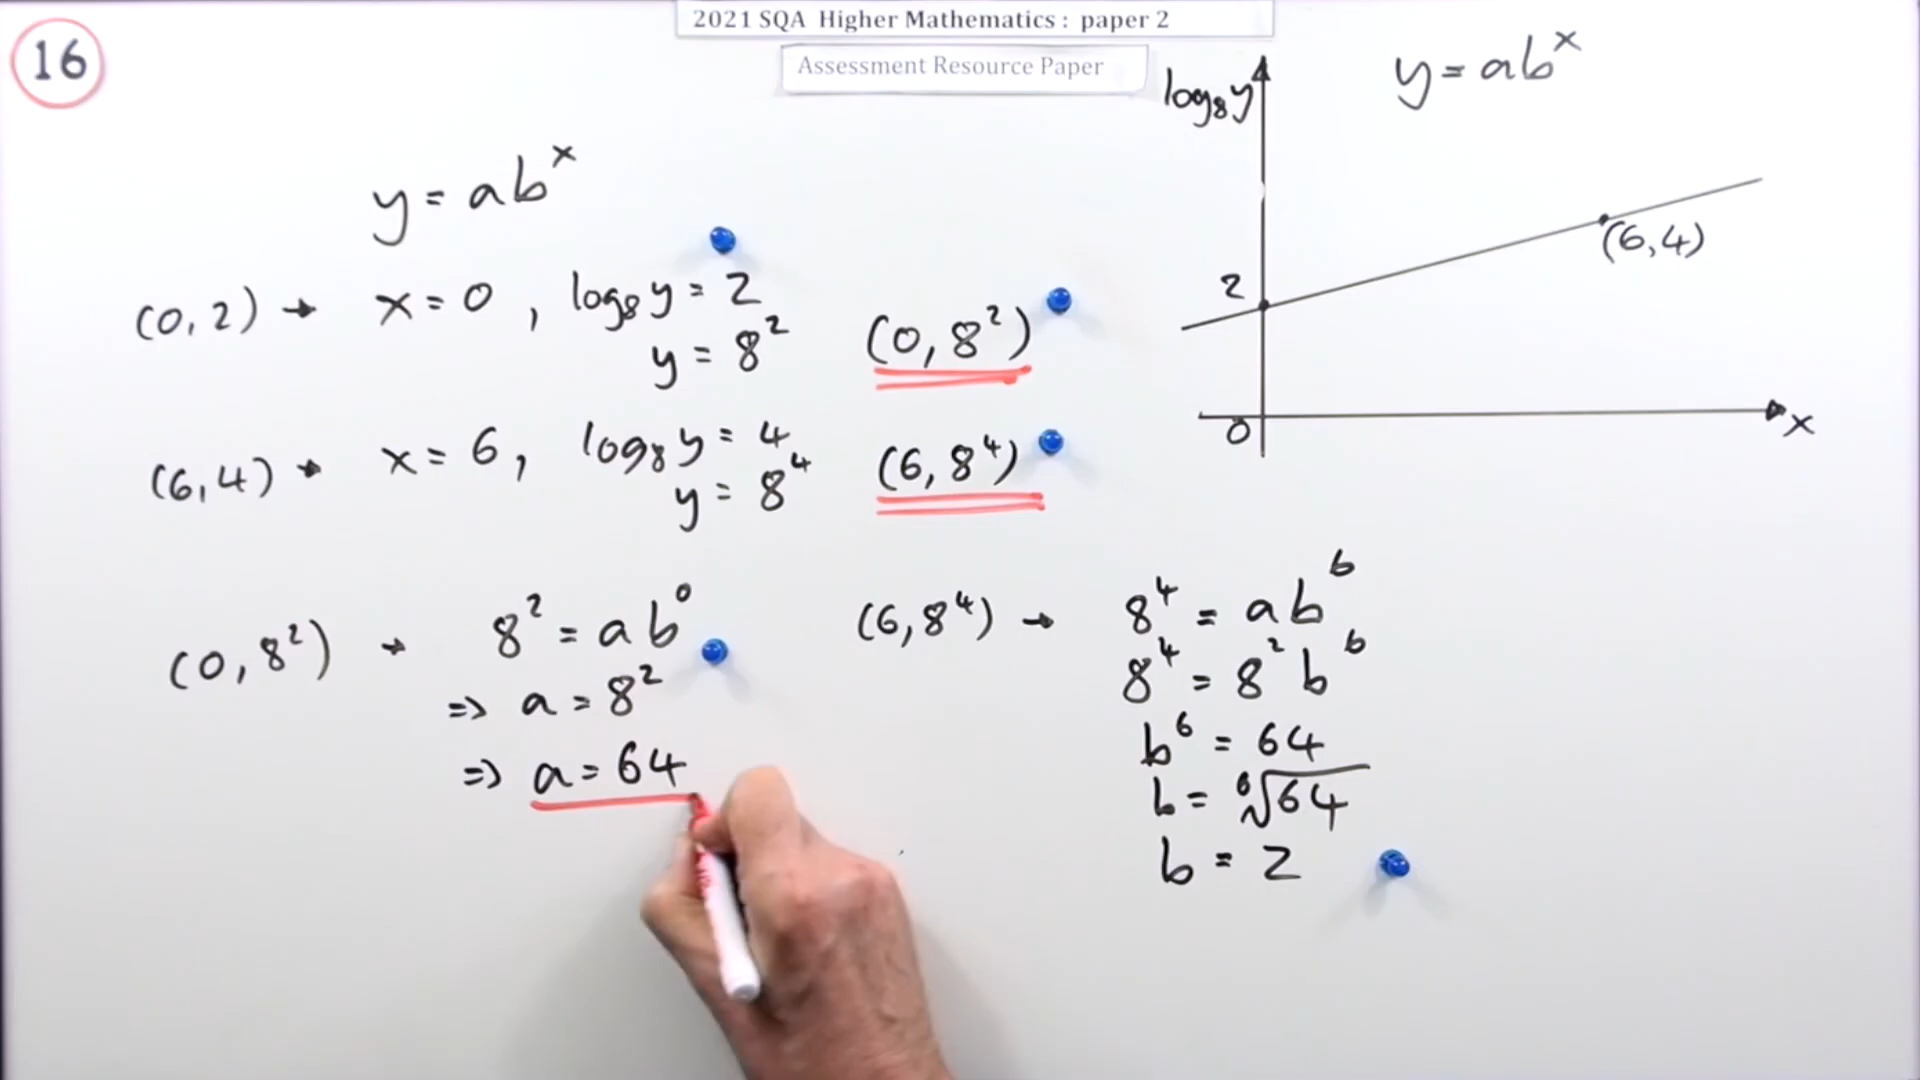 16
2021 SQA Higher Mathematics : paper 2
Assessment Resource Paper
y = ab^x
log₈y
2
(6,4)
0
x
y = ab^x
(0,2) → x = 0 , log₈y = 2
y = 8²
(0, 8²)
(6,4) → x = 6 , log₈y = 4
y = 8⁴
(6, 8⁴)
(0, 8²) → 8² = ab⁰
⇒ a = 8²
⇒ a = 64
(6, 8⁴) → 8⁴ = ab⁶
8⁴ = 8²b⁶
b⁶ = 64
b = ⁶√64
b = 2